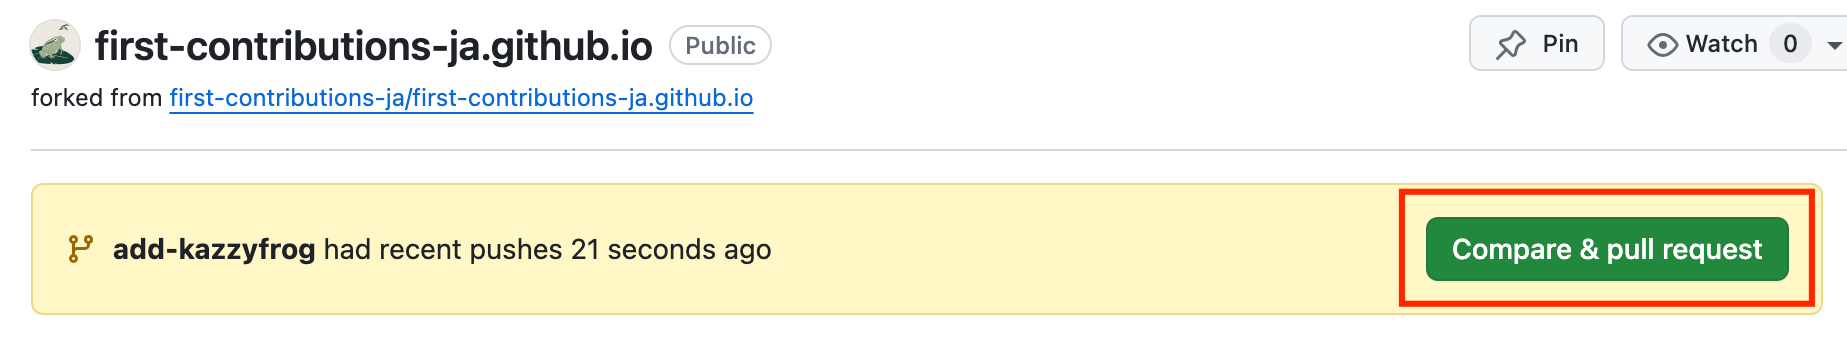 first-contributions-ja.github.io Public Pin Watch 0
forked from first-contributions-ja/first-contributions-ja.github.io
add-kazzyfrog had recent pushes 21 seconds ago Compare & pull request